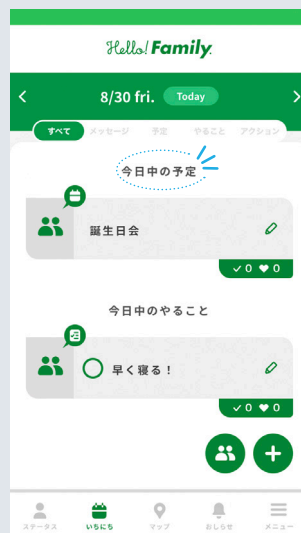 Hello! Family.
8/30 fri. Today
すべて メッセージ 予定 やること アクション
今日中の予定
誕生日会
0 0
今日中のやること
早く寝る！
0 0
ステータス いちにち マップ おしらせ メニュー